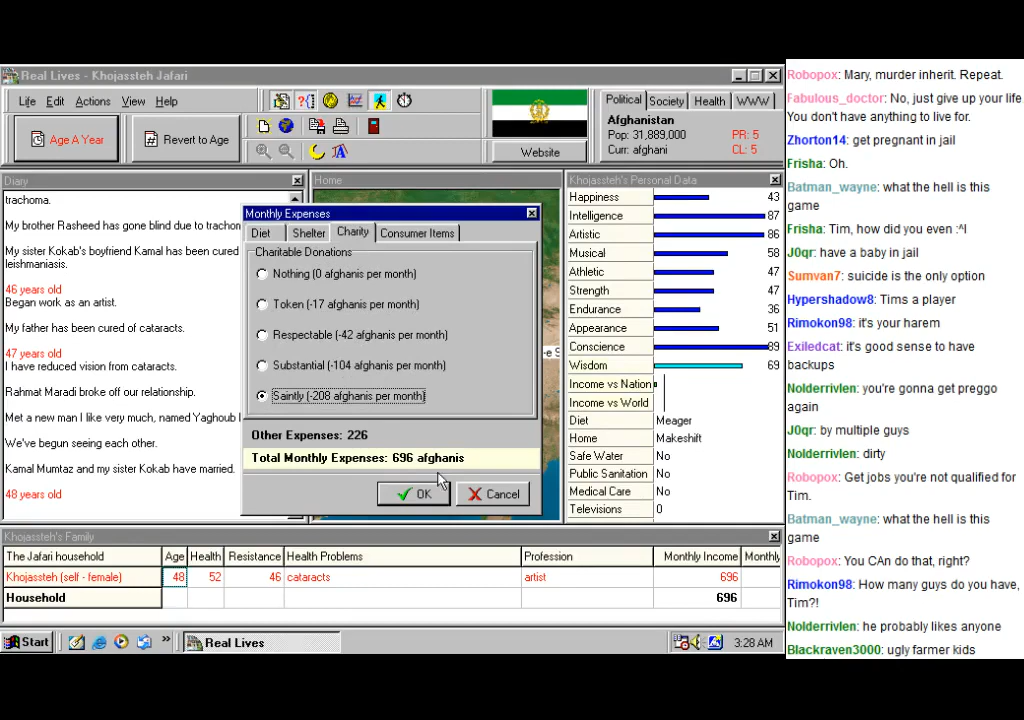 Real Lives - Khojassteh Jafari
Life Edit Actions View Help
Age A Year
Revert to Age
Website
Political Society Health WWW
Afghanistan
Pop: 31,889,000 PR: 5
Curr: afghani CL: 5
Diary
trachoma.
My brother Rasheed has gone blind due to trachon
My sister Kokab's boyfriend Kamal has been cured
leishmaniasis.
46 years old
Began work as an artist.
My father has been cured of cataracts.
47 years old
I have reduced vision from cataracts.
Rahmat Maradi broke off our relationship.
Met a new man I like very much, named Yaghoub
We've begun seeing each other.
Kamal Mumtaz and my sister Kokab have married.
48 years old
Home
Monthly Expenses
Diet Shelter Charity Consumer Items
Charitable Donations
Nothing (0 afghanis per month)
Token (-17 afghanis per month)
Respectable (-42 afghanis per month)
Substantial (-104 afghanis per month)
Saintly (-208 afghanis per month)
Other Expenses: 226
Total Monthly Expenses: 696 afghanis
OK Cancel
Khojassteh's Personal Data
Happiness 43
Intelligence 87
Artistic 86
Musical 58
Athletic 47
Strength 47
Endurance 36
Appearance 51
Conscience 89
Wisdom 69
Income vs Nation
Income vs World
Diet Meager
Home Makeshift
Safe Water No
Public Sanitation No
Medical Care No
Televisions 0
Khojassteh's Family
The Jafari household Age Health Resistance Health Problems Profession Monthly Income Monthly
Khojassteh (self - female) 48 52 46 cataracts artist 696
Household 696
Start Real Lives 3:28 AM
Robopox: Mary, murder inherit. Repeat.
Fabulous_doctor: No, just give up your life
You don't have anything to live for.
Zhorton14: get pregnant in jail
Frisha: Oh.
Batman_wayne: what the hell is this
game
Frisha: Tim, how did you even :^I
J0qr: have a baby in jail
Sumvan7: suicide is the only option
Hypershadow8: Tims a player
Rimokon98: it's your harem
Exiledcat: it's good sense to have
backups
Nolderrivlen: you're gonna get preggo
again
J0qr: by multiple guys
Nolderrivlen: dirty
Robopox: Get jobs you're not qualified for
Tim.
Batman_wayne: what the hell is this
game
Robopox: You CAn do that, right?
Rimokon98: How many guys do you have,
Tim?!
Nolderrivlen: he probably likes anyone
Blackraven3000: ugly farmer kids